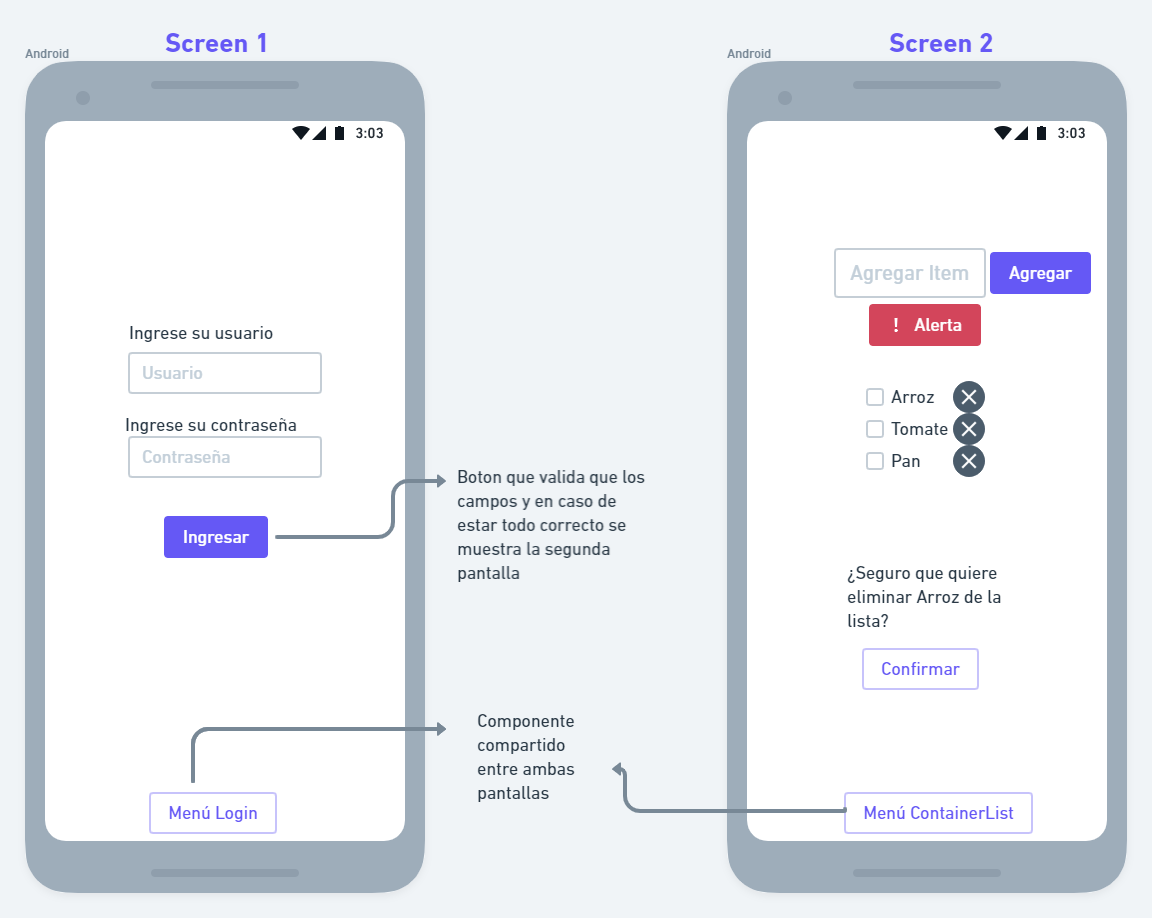 Screen 1
Android
3:03
Ingrese su usuario
Usuario
Ingrese su contraseña
Contraseña
Ingresar
Menú Login
Boton que valida que los
campos y en caso de
estar todo correcto se
muestra la segunda
pantalla
Componente
compartido
entre ambas
pantallas
Screen 2
Android
3:03
Agregar Item
Agregar
! Alerta
Arroz
Tomate
Pan
¿Seguro que quiere
eliminar Arroz de la
lista?
Confirmar
Menú ContainerList